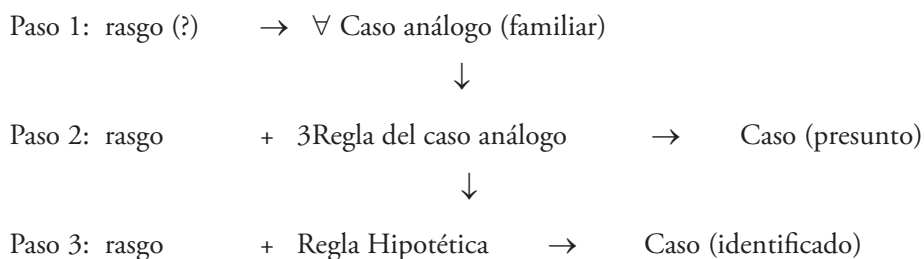 Paso 1: rasgo (?) → ∀ Caso análogo (familiar)
↓
Paso 2: rasgo + 3Regla del caso análogo → Caso (presunto)
↓
Paso 3: rasgo + Regla Hipotética → Caso (identificado)